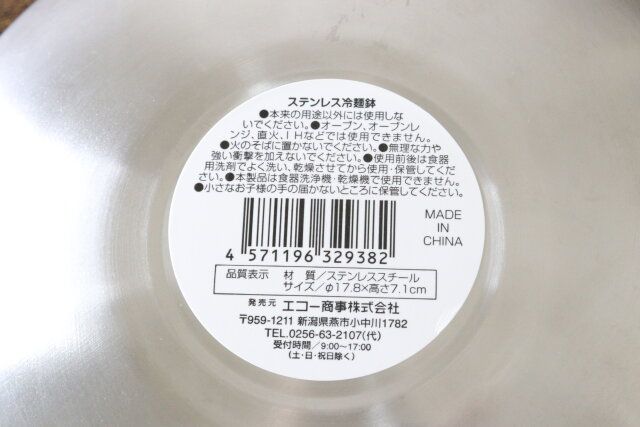 ステンレス冷麺鉢
●本来の用途以外には使用しな
いでください。●オーブン、オーブンレ
ンジ、直火、IHなどでは使用できません。
●火のそばに置かないでください。●無理な力や
強い衝撃を加えないでください。●使用前後は食器
用洗剤でよく洗い、乾燥させてから使用・保管してくだ
さい。●本製品は食器洗浄機・乾燥機で使用できません。
●小さなお子様の手の届かないところに保管してください。
MADE
IN
CHINA
4 571196 329382
品質表示 材 質/ステンレススチール
サイズ/φ17.8×高さ7.1cm
発売元 エコー商事株式会社
〒959-1211 新潟県燕市小中川1782
TEL.0256-63-2107(代)
受付時間/9:00~17:00
(土・日・祝日除く)